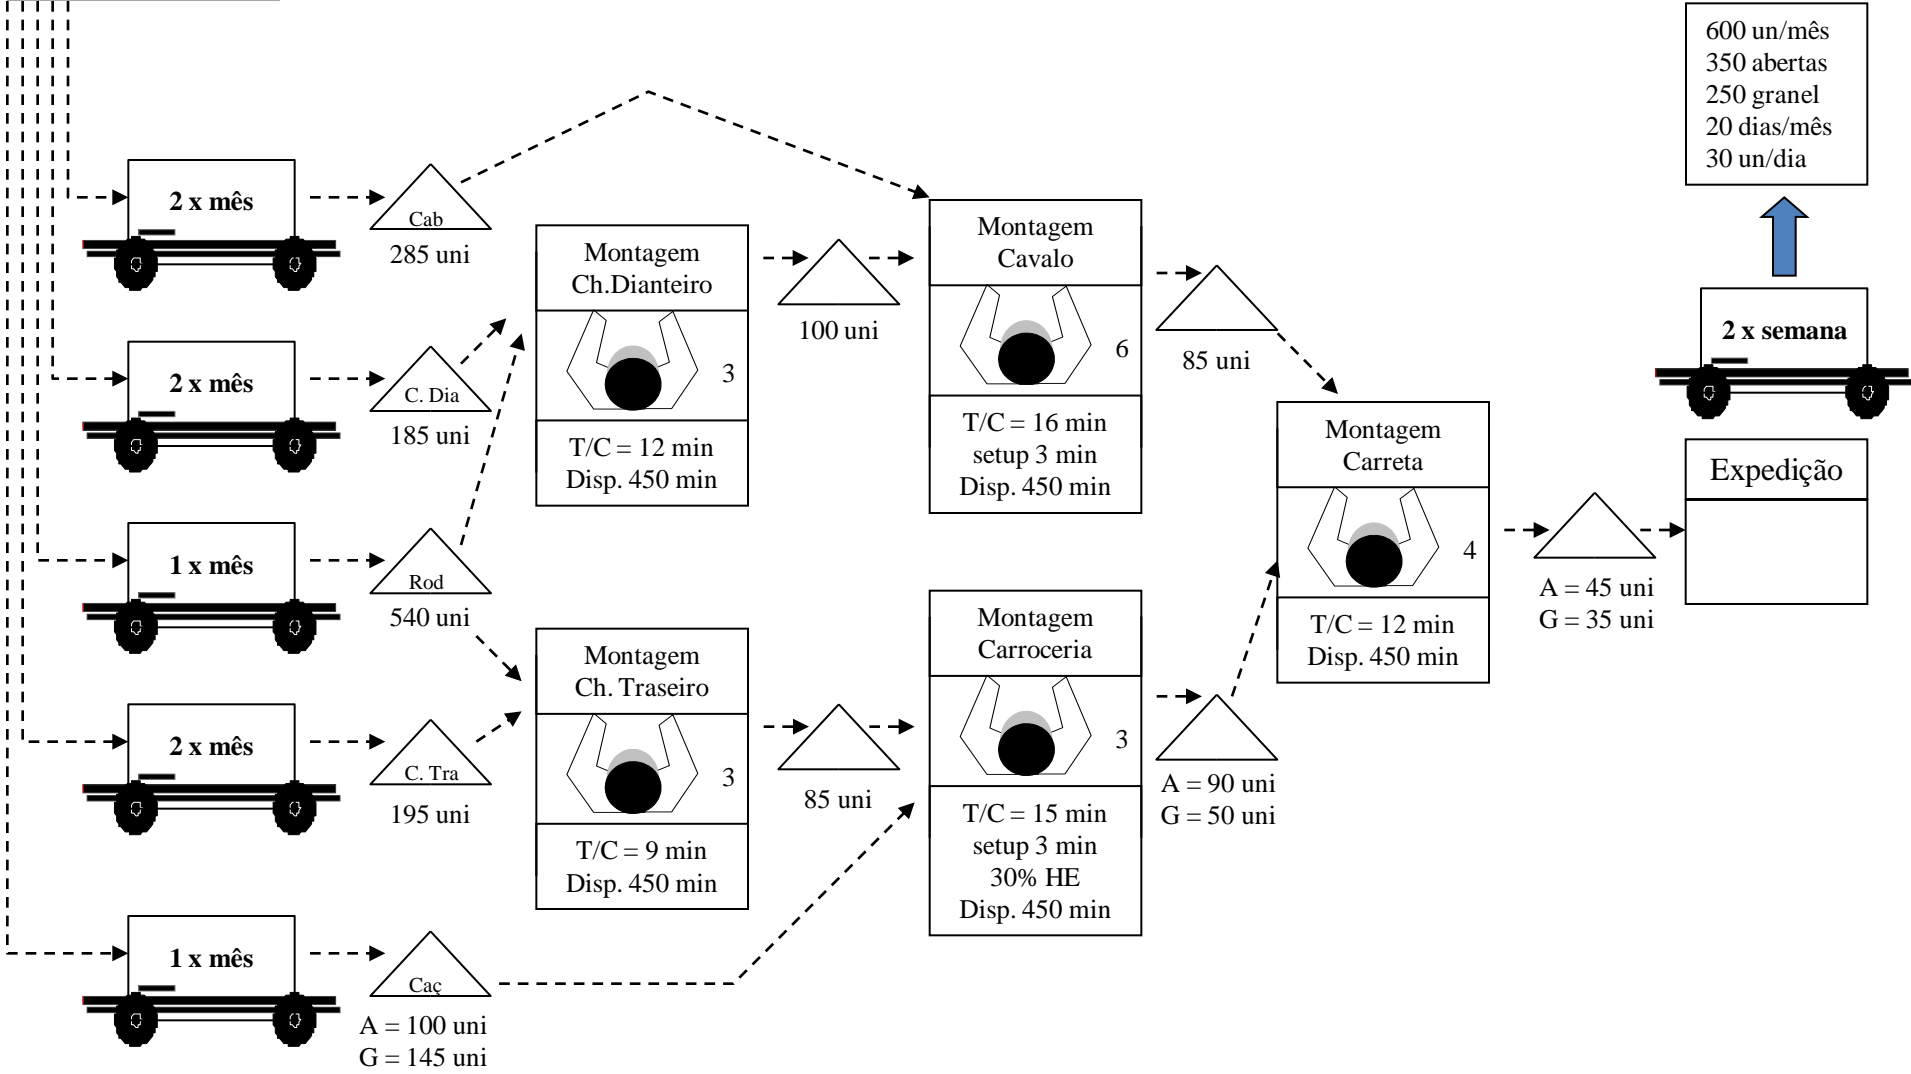 600 un/mês
350 abertas
250 granel
20 dias/mês
30 un/dia
2 x mês
Cab
285 uni
Montagem
Ch.Dianteiro
3
T/C = 12 min
Disp. 450 min
100 uni
Montagem
Cavalo
6
T/C = 16 min
setup 3 min
Disp. 450 min
85 uni
2 x semana
2 x mês
C. Dia
185 uni
Montagem
Carreta
4
T/C = 12 min
Disp. 450 min
A = 45 uni
G = 35 uni
Expedição
1 x mês
Rod
540 uni
Montagem
Ch. Traseiro
3
T/C = 9 min
Disp. 450 min
85 uni
Montagem
Carroceria
3
T/C = 15 min
setup 3 min
30% HE
Disp. 450 min
A = 90 uni
G = 50 uni
2 x mês
C. Tra
195 uni
1 x mês
Caç
A = 100 uni
G = 145 uni